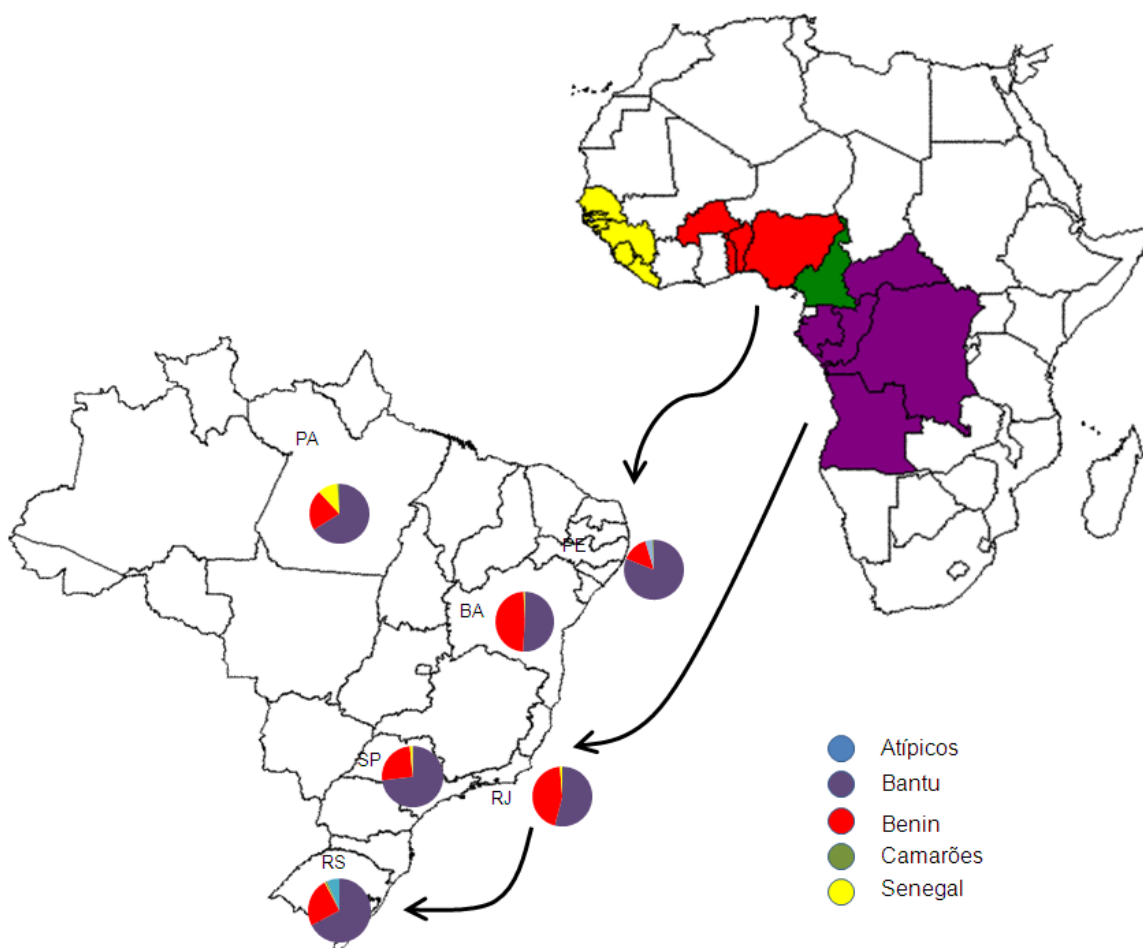 PA
PE
BA
SP
RJ
RS
Atípicos
Bantu
Benin
Camarões
Senegal